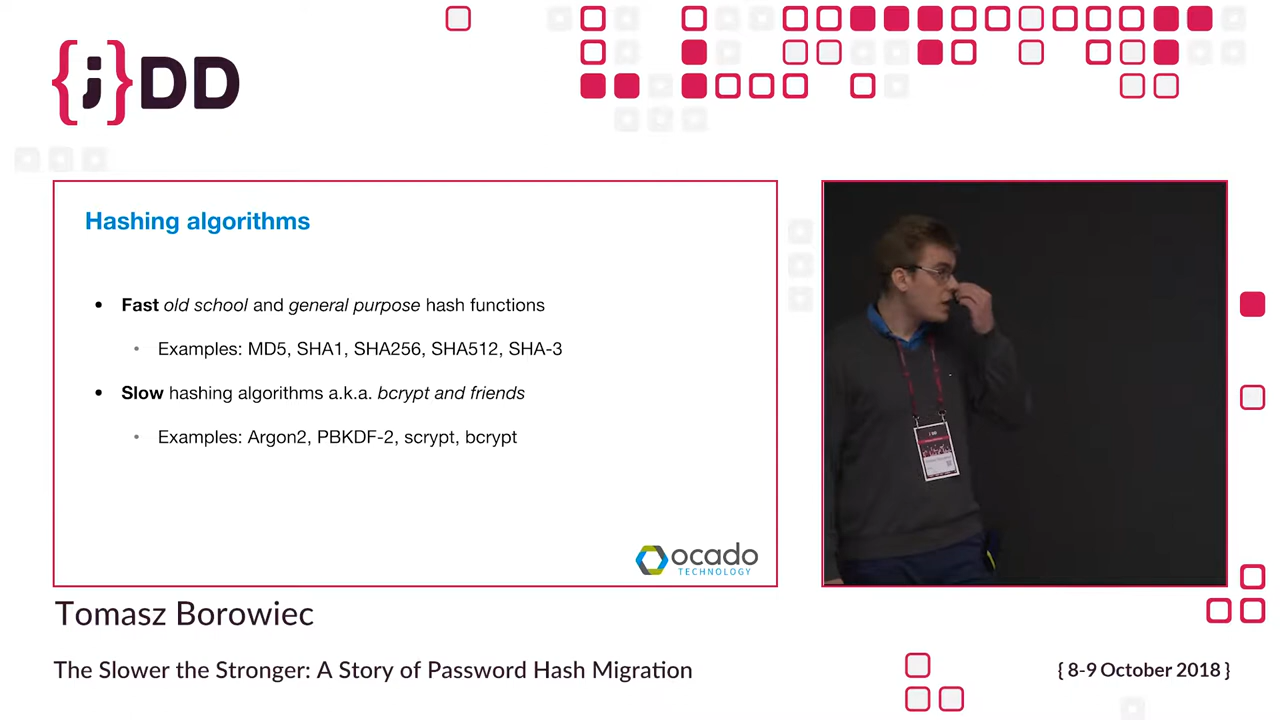 {j}DD
Hashing algorithms
• Fast old school and general purpose hash functions
• Examples: MD5, SHA1, SHA256, SHA512, SHA-3
• Slow hashing algorithms a.k.a. bcrypt and friends
• Examples: Argon2, PBKDF-2, scrypt, bcrypt
ocado
TECHNOLOGY
Tomasz Borowiec
The Slower the Stronger: A Story of Password Hash Migration
{ 8-9 October 2018 }